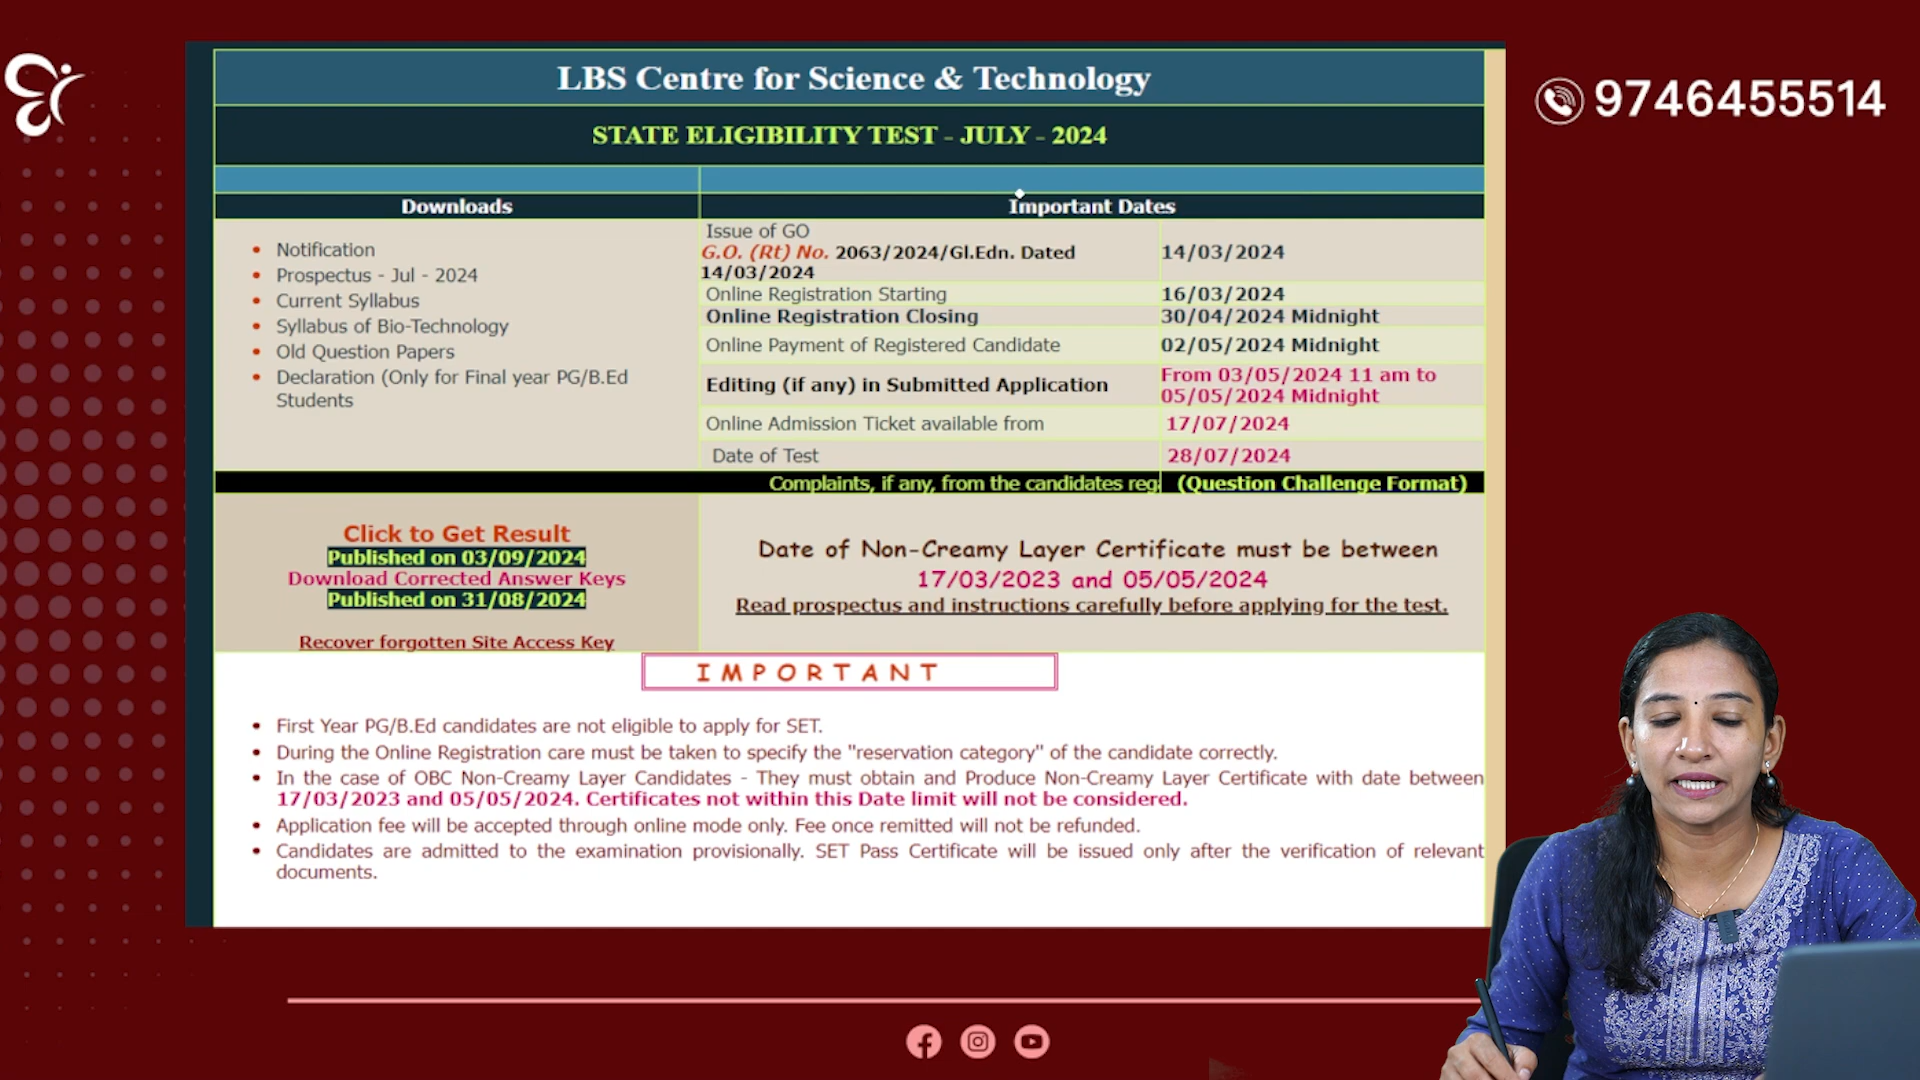 LBS Centre for Science & Technology
9746455514
STATE ELIGIBILITY TEST - JULY - 2024
Downloads
Important Dates
Notification
Prospectus - Jul - 2024
Current Syllabus
Syllabus of Bio-Technology
Old Question Papers
Declaration (Only for Final year PG/B.Ed
Students
Issue of GO
G.O. (Rt) No. 2063/2024/Gl.Edn. Dated
14/03/2024
14/03/2024
Online Registration Starting 16/03/2024
Online Registration Closing 30/04/2024 Midnight
Online Payment of Registered Candidate 02/05/2024 Midnight
Editing (if any) in Submitted Application
From 03/05/2024 11 am to
05/05/2024 Midnight
Online Admission Ticket available from 17/07/2024
Date of Test 28/07/2024
Complaints, if any, from the candidates reg (Question Challenge Format)
Click to Get Result
Published on 03/09/2024
Download Corrected Answer Keys
Published on 31/08/2024
Recover forgotten Site Access Key
Date of Non-Creamy Layer Certificate must be between
17/03/2023 and 05/05/2024
Read prospectus and instructions carefully before applying for the test.
IMPORTANT
First Year PG/B.Ed candidates are not eligible to apply for SET.
During the Online Registration care must be taken to specify the "reservation category" of the candidate correctly.
In the case of OBC Non-Creamy Layer Candidates - They must obtain and Produce Non-Creamy Layer Certificate with date between
17/03/2023 and 05/05/2024. Certificates not within this Date limit will not be considered.
Application fee will be accepted through online mode only. Fee once remitted will not be refunded.
Candidates are admitted to the examination provisionally. SET Pass Certificate will be issued only after the verification of relevant
documents.